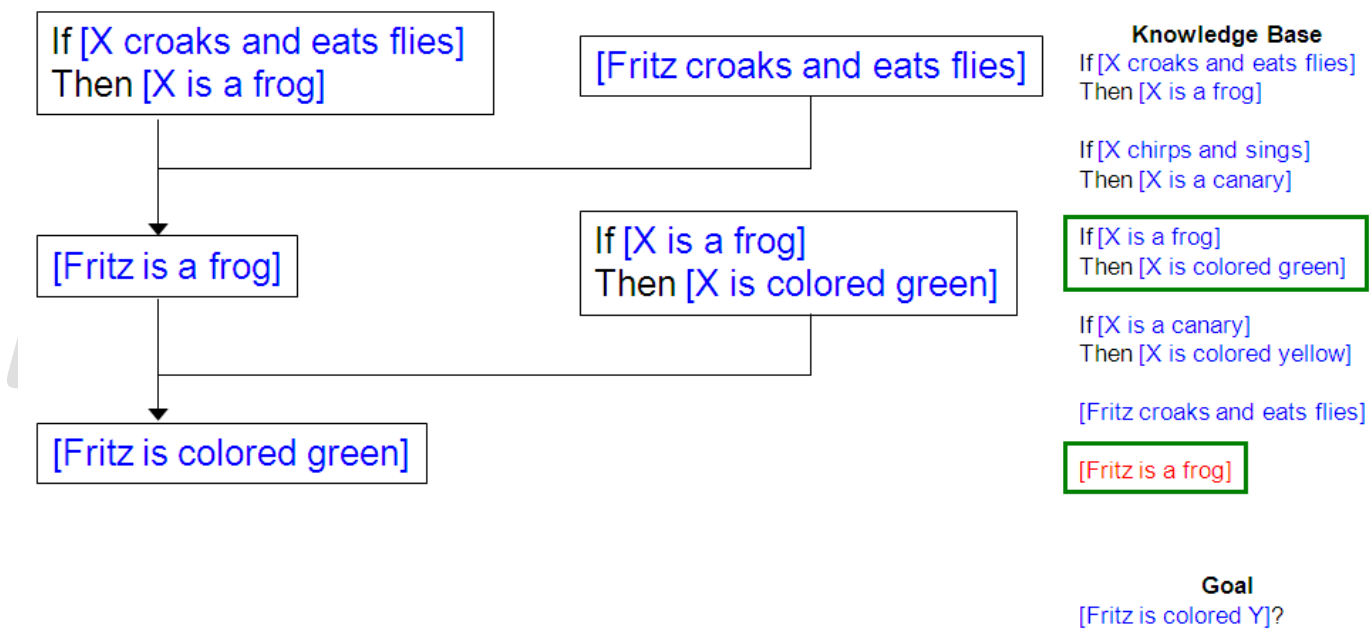 If [X croaks and eats flies]
Then [X is a frog]
[Fritz croaks and eats flies]
[Fritz is a frog]
If [X is a frog]
Then [X is colored green]
[Fritz is colored green]
Knowledge Base
If [X croaks and eats flies]
Then [X is a frog]
If [X chirps and sings]
Then [X is a canary]
If [X is a frog]
Then [X is colored green]
If [X is a canary]
Then [X is colored yellow]
[Fritz croaks and eats flies]
[Fritz is a frog]
Goal
[Fritz is colored Y]?